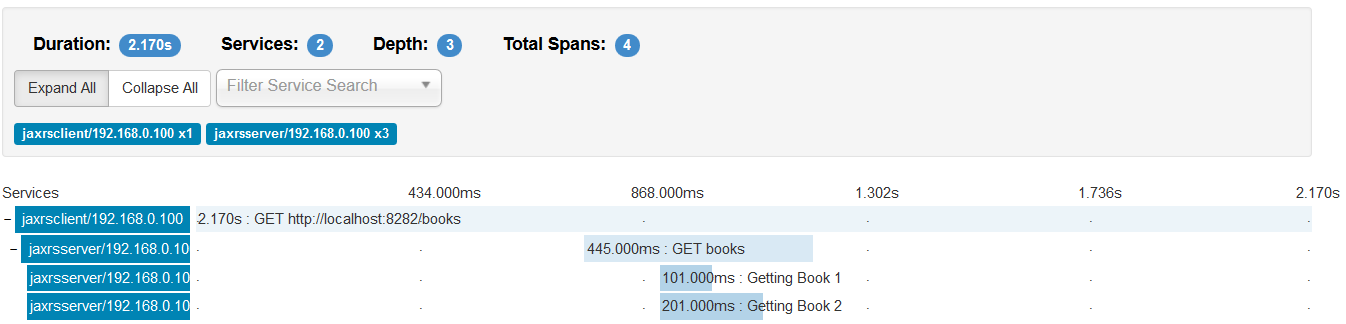 Duration: 2.170s Services: 2 Depth: 3 Total Spans: 4
Expand All Collapse All Filter Service Search
jaxrsclient/192.168.0.100 x1 jaxrsserver/192.168.0.100 x3
Services 434.000ms 868.000ms 1.302s 1.736s 2.170s
− jaxrsclient/192.168.0.100 2.170s : GET http://localhost:8282/books
− jaxrsserver/192.168.0.10 445.000ms : GET books
jaxrsserver/192.168.0.10 101.000ms : Getting Book 1
jaxrsserver/192.168.0.10 201.000ms : Getting Book 2